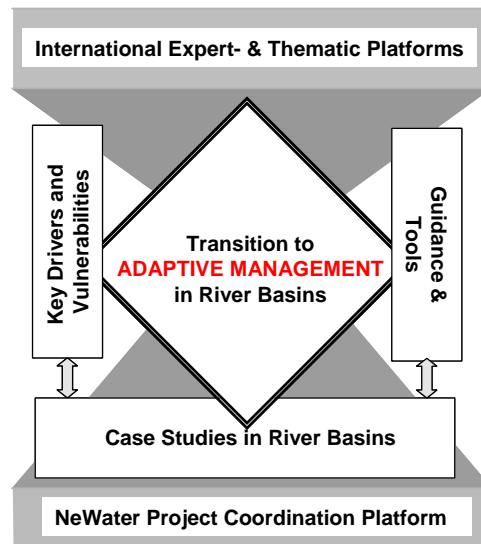 International Expert- & Thematic Platforms
Key Drivers and
Vulnerabilities
Transition to
ADAPTIVE MANAGEMENT
in River Basins
Guidance &
Tools
Case Studies in River Basins
NeWater Project Coordination Platform